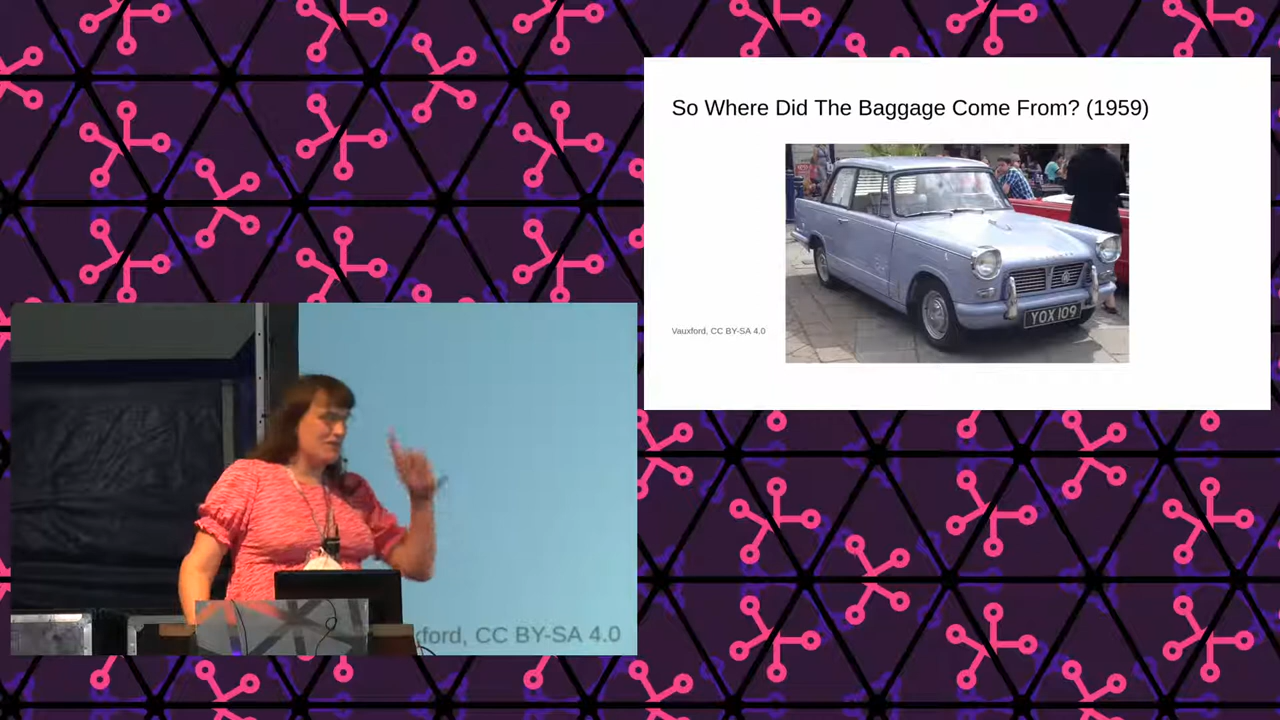 So Where Did The Baggage Come From? (1959)
YOX 109
Vauxford, CC BY-SA 4.0
ford, CC BY-SA 4.0